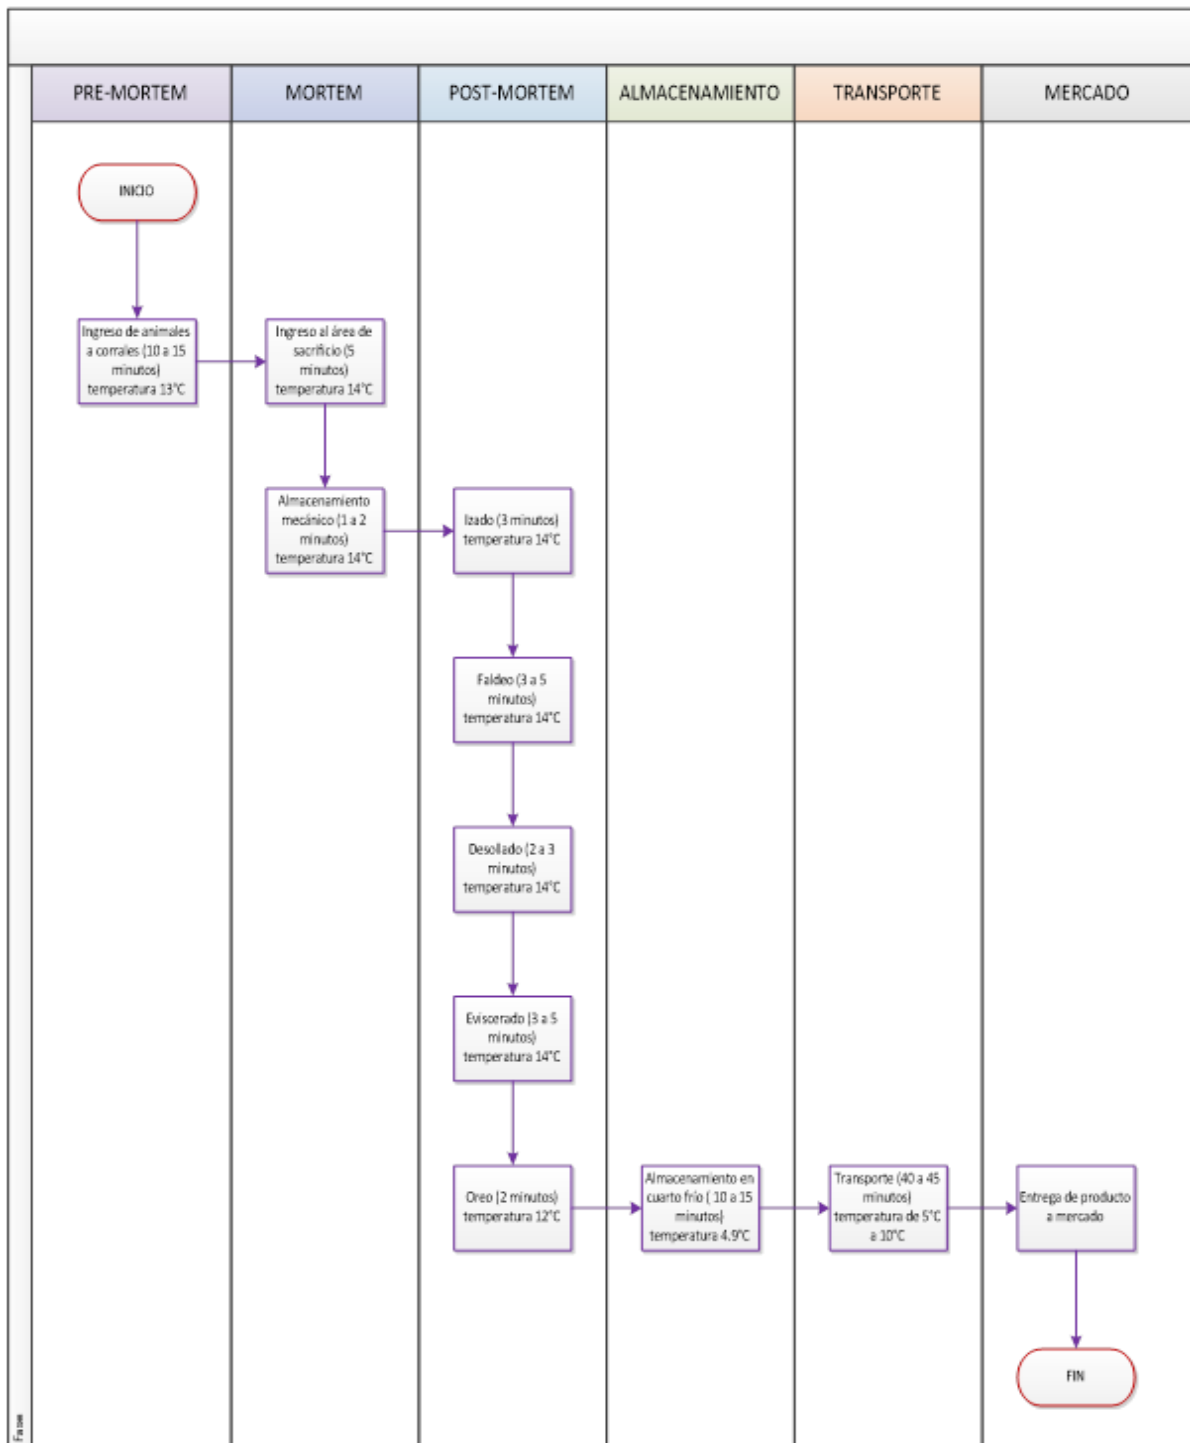 PRE-MORTEM
MORTEM
POST-MORTEM
ALMACENAMIENTO
TRANSPORTE
MERCADO
INICIO
Ingreso de animales
a corrales (10 a 15
minutos)
temperatura 13°C
Ingreso al área de
sacrificio (5
minutos)
temperatura 14°C
Almacenamiento
mecánico (1 a 2
minutos)
temperatura 14°C
Izado (3 minutos)
temperatura 14°C
Faldeo (3 a 5
minutos)
temperatura 14°C
Desollado (2 a 3
minutos)
temperatura 14°C
Eviscerado (3 a 5
minutos)
temperatura 14°C
Oreo (2 minutos)
temperatura 12°C
Almacenamiento en
cuarto frío ( 10 a 15
minutos)
temperatura 4.9°C
Transporte (40 a 45
minutos)
temperatura de 5°C
a 10°C
Entrega de producto
a mercado
FIN
Fase